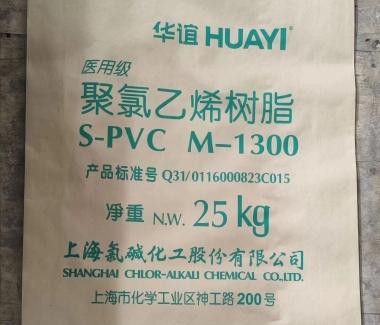 华谊 HUAYI
医用级
聚氯乙烯树脂
S-PVC M-1300
产品标准号 Q31/0116000823C015
净重 N.W. 25kg
上海氯碱化工股份有限公司
SHANGHAI CHLOR-ALKALI CHEMICAL CO.,LTD.
上海市化学工业区神工路200号